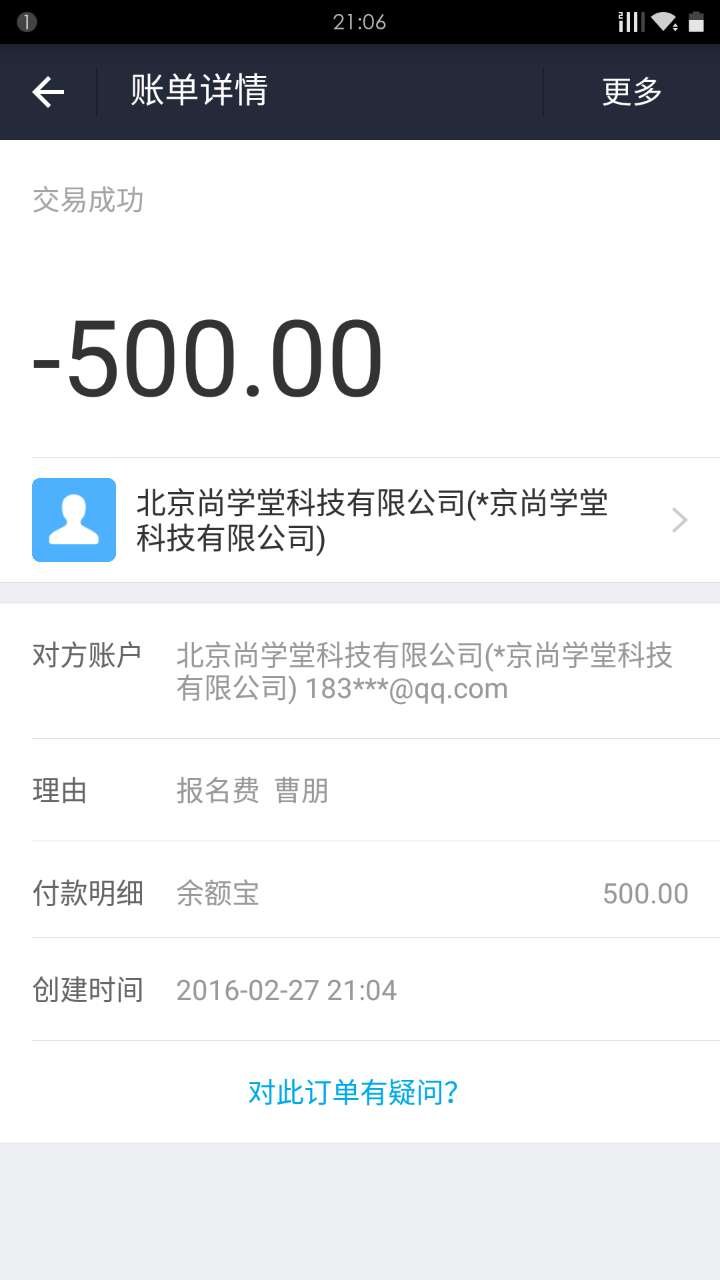 1
21:06
2
账单详情
更多
交易成功
-500.00
北京尚学堂科技有限公司(*京尚学堂
科技有限公司)
对方账户 北京尚学堂科技有限公司(*京尚学堂科技
有限公司) 183***@qq.com
理由 报名费 曹朋
付款明细 余额宝 500.00
创建时间 2016-02-27 21:04
对此订单有疑问?